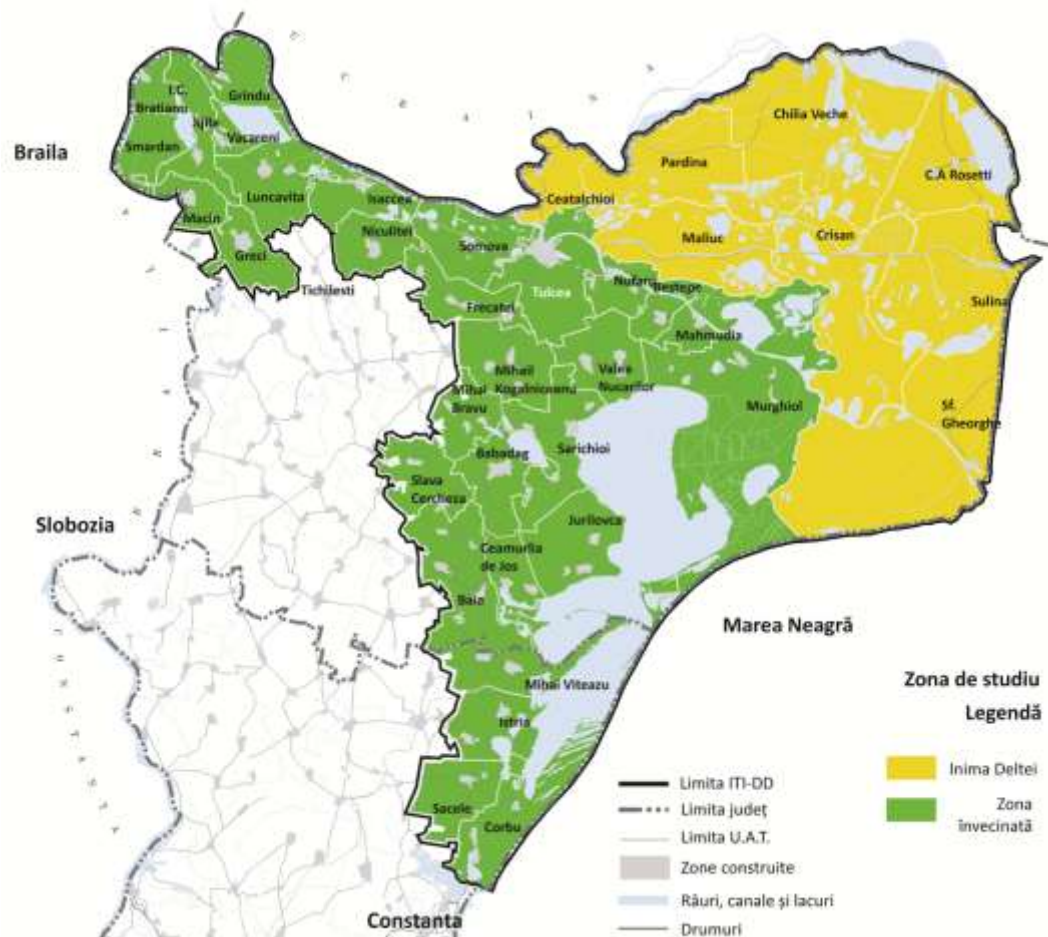 I.C.
Bratianu
Grindu
Jijila
Vacareni
Smardan
Braila
Luncavita
Isaccea
Macin
Niculitel
Greci
Tichilesti
Somova
Ceatalchioi
Pardina
Chilia Veche
C.A Rosetti
Maliuc
Crisan
Sulina
Nufaru
Bestepe
Tulcea
Frecatei
Mahmudia
Mihail
Kogalniceanu
Valea
Nucarilor
Mihai
Bravu
Murghiol
Sf.
Gheorghe
Babadag
Sarichioi
Slava
Cercheza
Slobozia
Jurilovca
Ceamurlia
de Jos
Baia
Marea Neagră
Mihai Viteazu
Istria
Sacele
Corbu
Constanta
Zona de studiu
Legendă
Inima Deltei
Zona
învecinată
Limita ITI-DD
Limita județ
Limita U.A.T.
Zone construite
Râuri, canale și lacuri
Drumuri